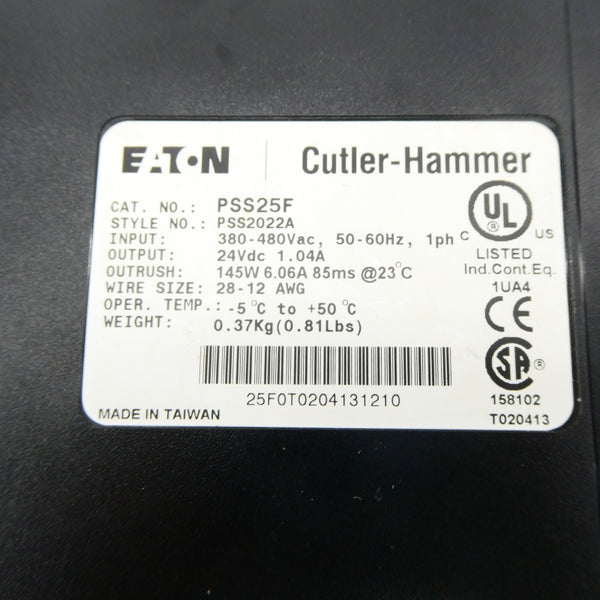 EATON | Cutler-Hammer
CAT. NO.: PSS25F
STYLE NO.: PSS2022A
INPUT: 380-480Vac, 50-60Hz, 1ph
OUTPUT: 24Vdc 1.04A
OUTRUSH: 145W 6.06A 85ms @23°C
WIRE SIZE: 28-12 AWG
OPER. TEMP.: -5°C to +50°C
WEIGHT: 0.37Kg(0.81Lbs)
C UL ® US
LISTED
Ind.Cont.Eq.
1UA4
CE
SA ®
158102
T020413
25F0T0204131210
MADE IN TAIWAN